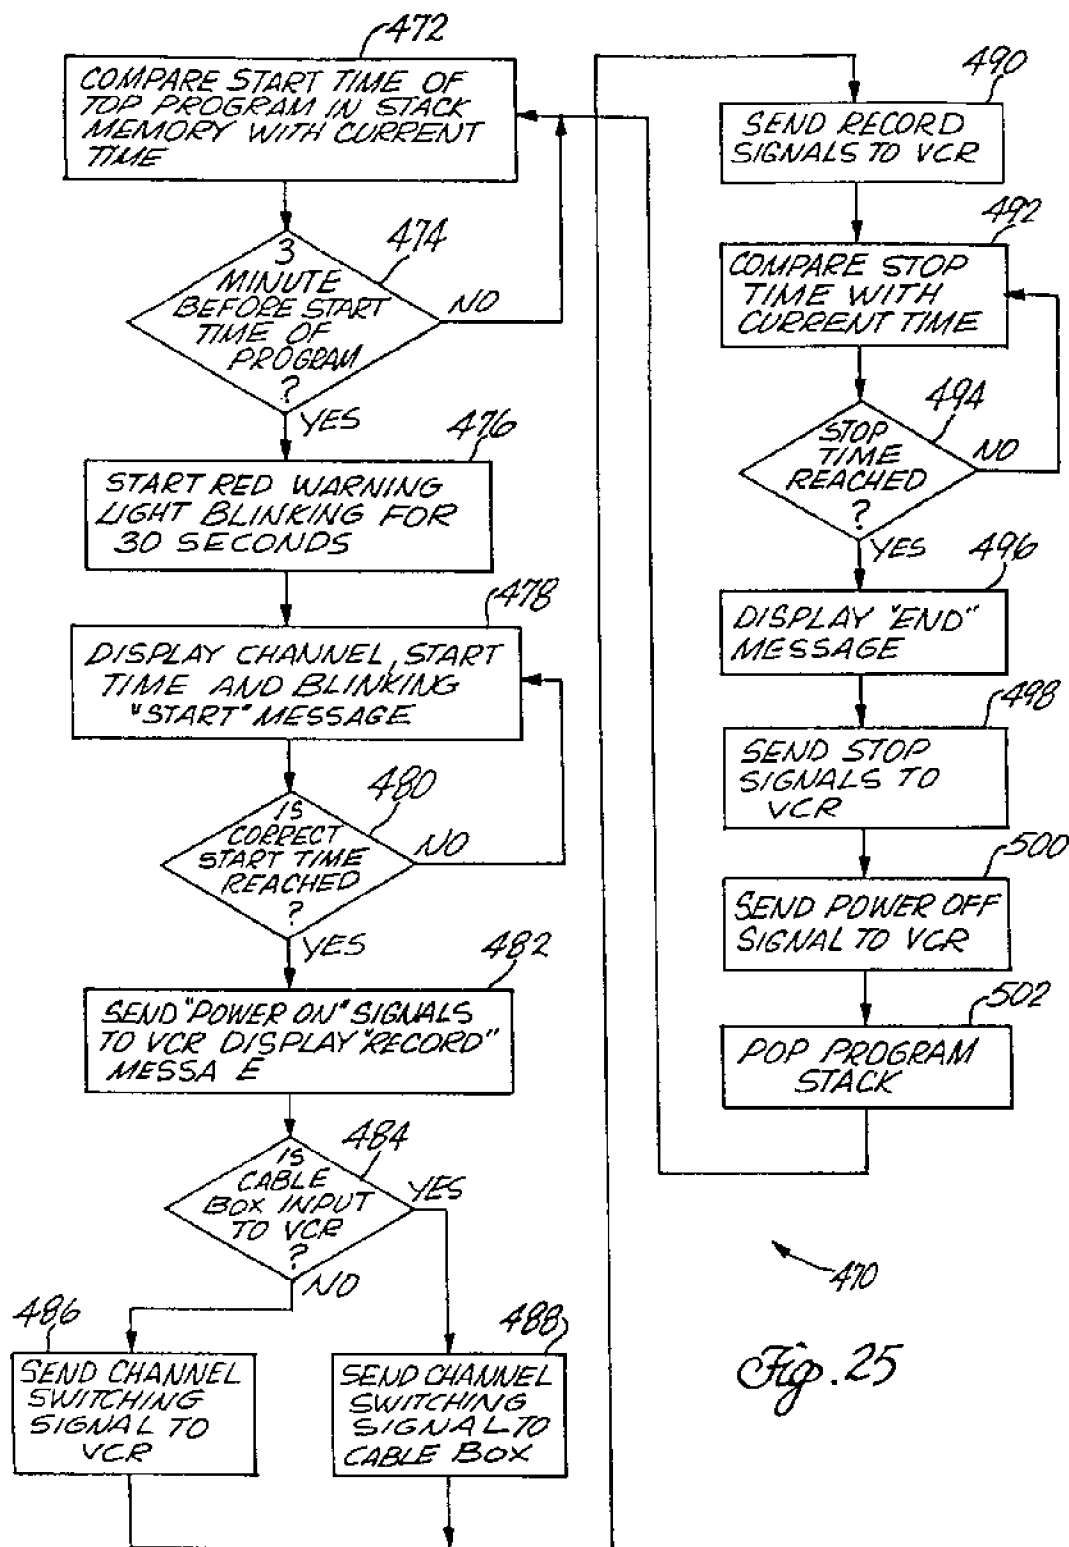 472
COMPARE START TIME OF
TOP PROGRAM IN STACK
MEMORY WITH CURRENT
TIME
474
3
MINUTE
BEFORE START
TIME OF
PROGRAM
?
NO
YES
476
START RED WARNING
LIGHT BLINKING FOR
30 SECONDS
478
DISPLAY CHANNEL, START
TIME AND BLINKING
"START" MESSAGE
480
IS
CORRECT
START TIME
REACHED
?
NO
YES
482
SEND "POWER ON" SIGNALS
TO VCR DISPLAY "RECORD"
MESSA E
484
IS
CABLE
BOX INPUT
TO VCR
?
YES
NO
486
SEND CHANNEL
SWITCHING
SIGNAL TO
VCR
488
SEND CHANNEL
SWITCHING
SIGNAL TO
CABLE BOX
490
SEND RECORD
SIGNALS TO VCR
492
COMPARE STOP
TIME WITH
CURRENT TIME
494
STOP
TIME
REACHED
?
NO
YES
496
DISPLAY "END"
MESSAGE
498
SEND STOP
SIGNALS TO
VCR
500
SEND POWER OFF
SIGNAL TO VCR
502
POP PROGRAM
STACK
470
Fig. 25